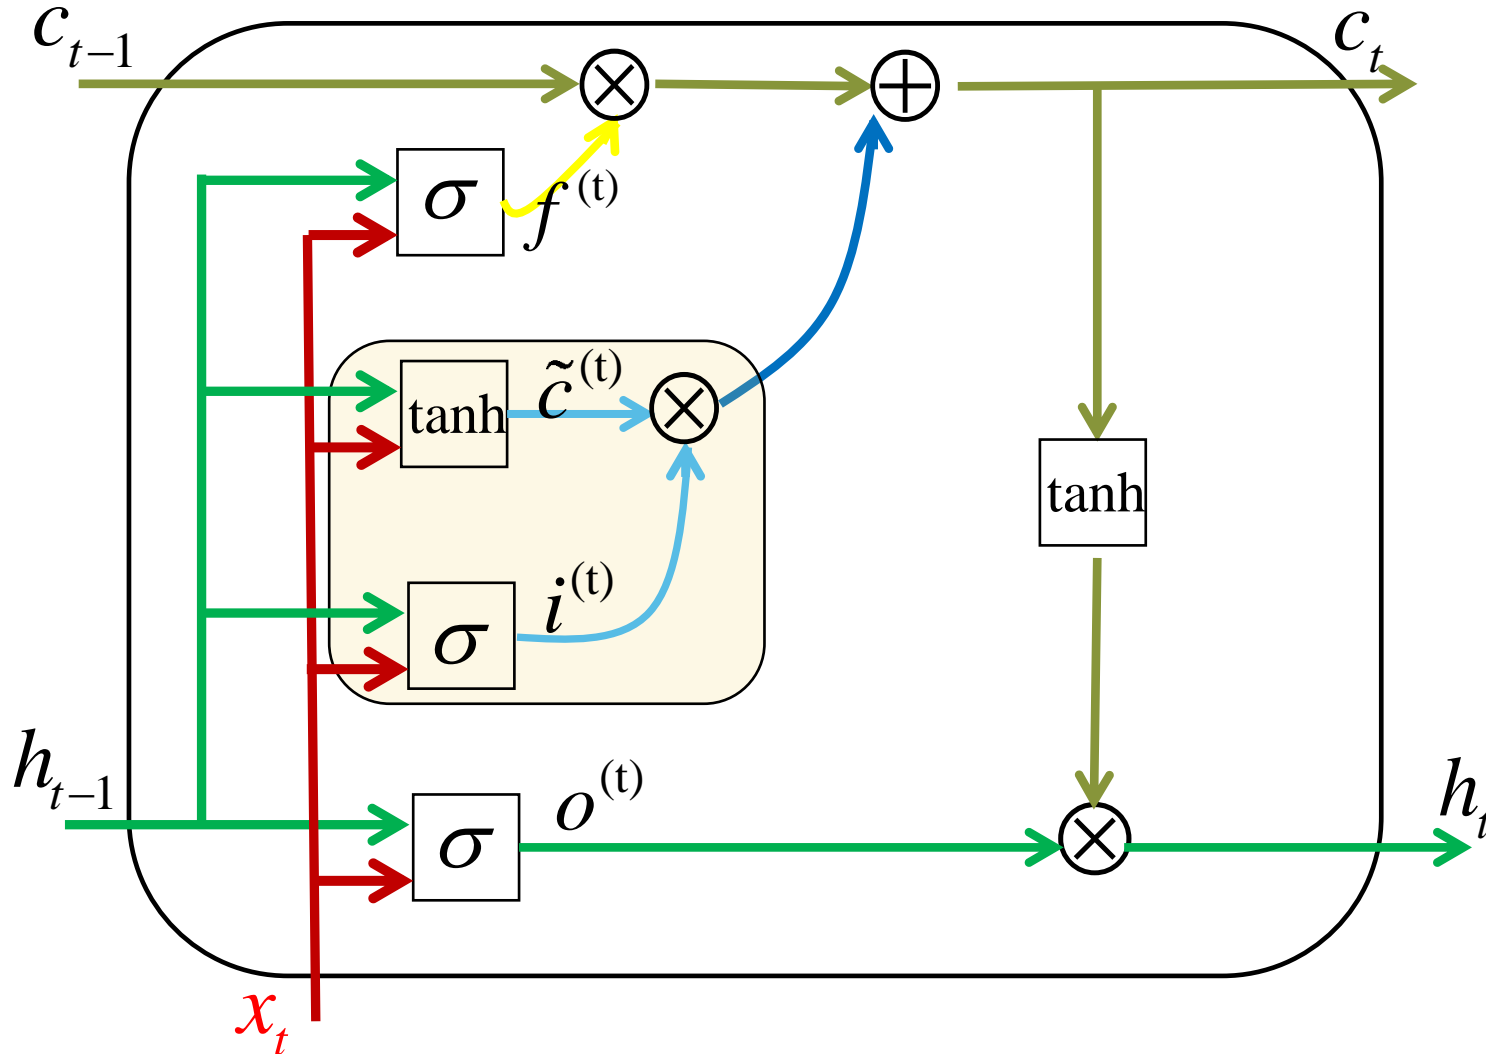 c_{t−1}
c_t
σ
f^{(t)}
tanh
c̃^{(t)}
tanh
i^{(t)}
σ
h_{t−1}
o^{(t)}
h_t
σ
x_t